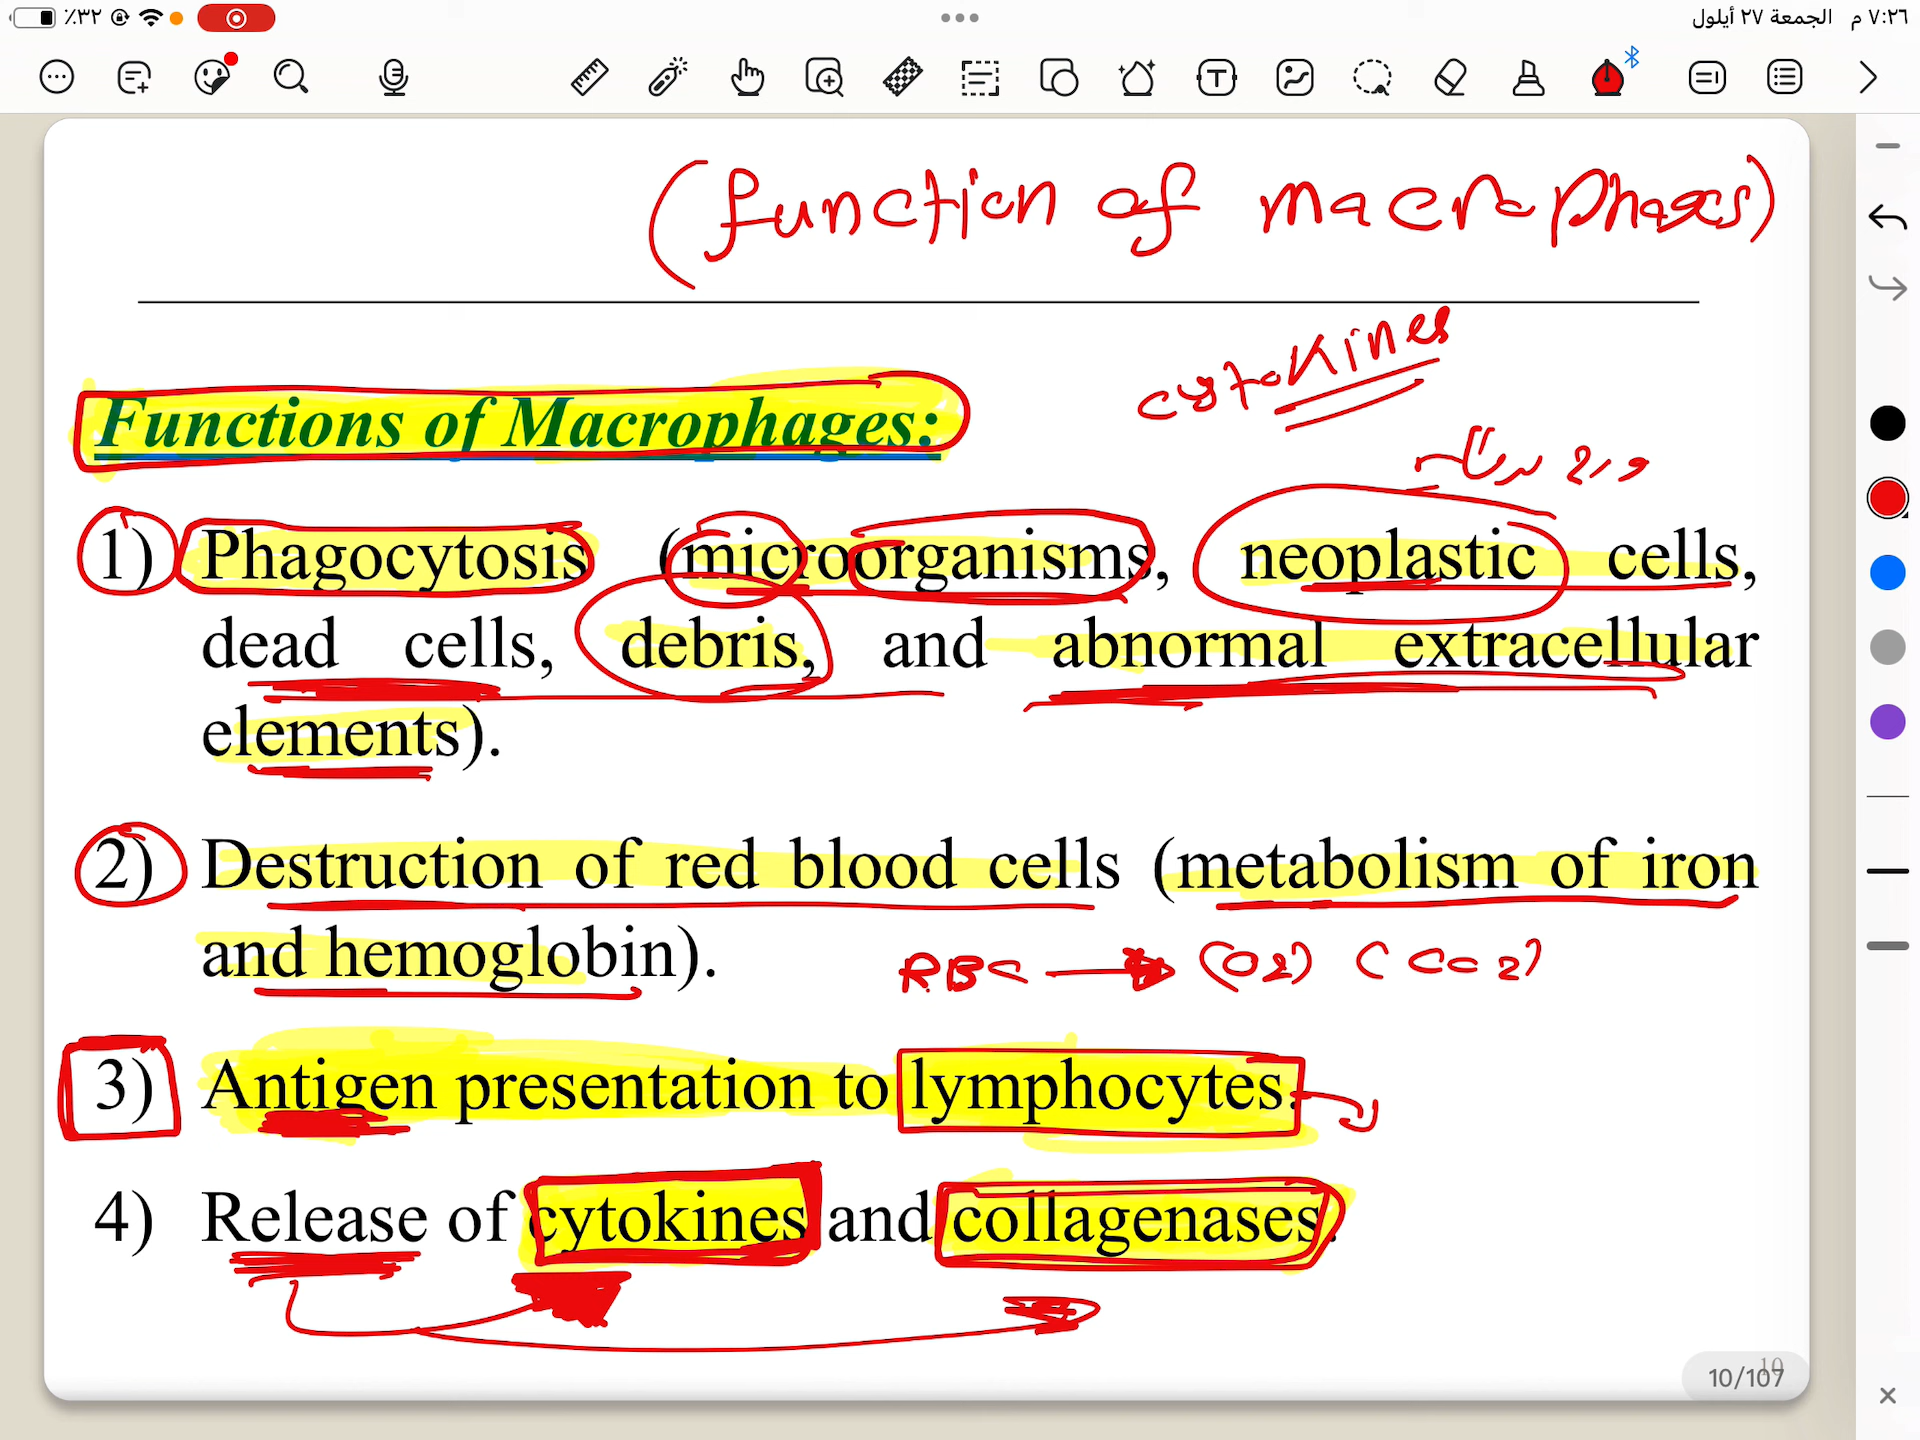 ٪٣٢
٧:٢٦ م الجمعة ٢٧ أيلول
(function of macrophages)
cytokines
Functions of Macrophages:
1) Phagocytosis (microorganisms, neoplastic cells,
dead cells, debris, and abnormal extracellular
elements).
2) Destruction of red blood cells (metabolism of iron
and hemoglobin).
RBC (O2) (CO2)
3) Antigen presentation to lymphocytes.
4) Release of cytokines and collagenases.
10/107
10